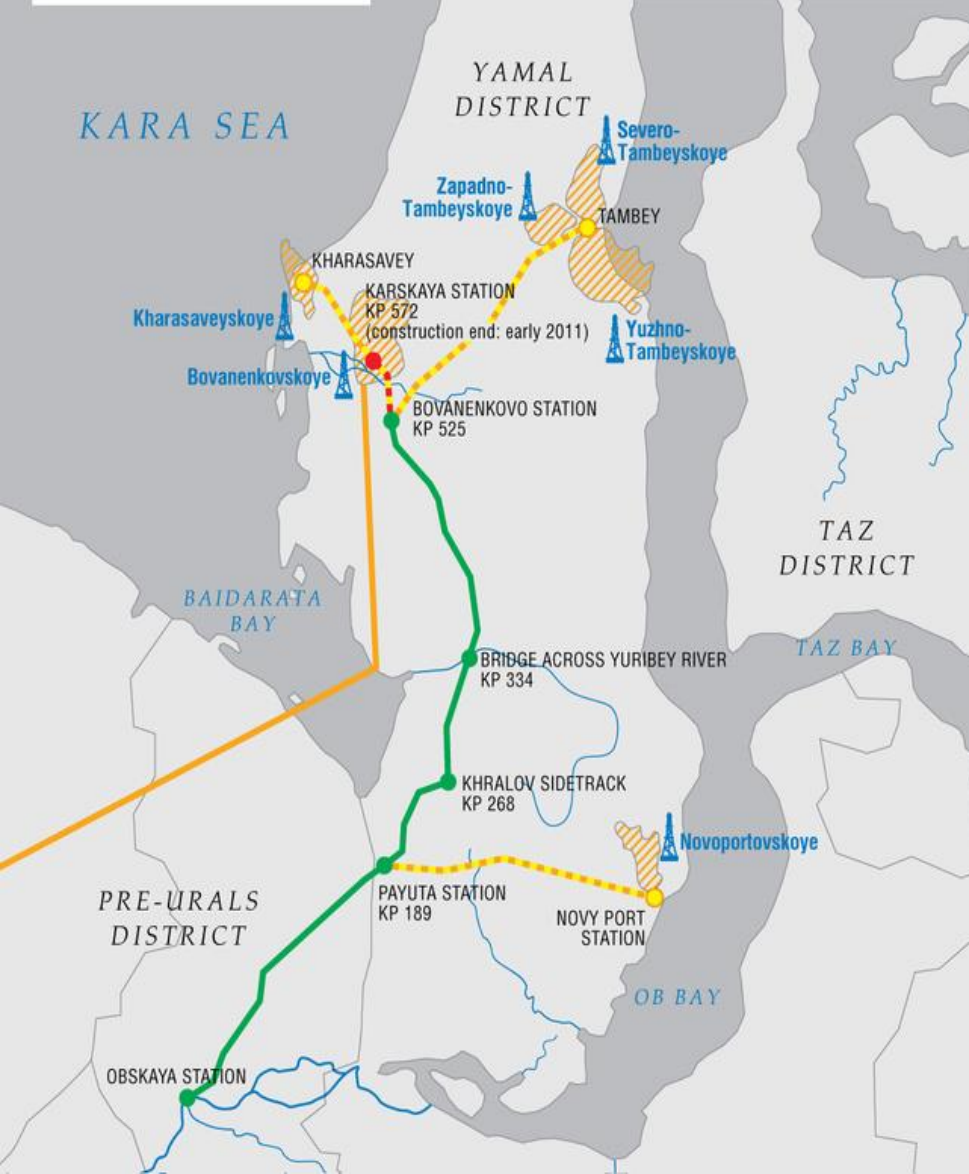 YAMAL
DISTRICT
KARA SEA
Severo-
Tambeyskoye
Zapadno-
Tambeyskoye
TAMBEY
KHARASAVEY
KARSKAYA STATION
KP 572
(construction end: early 2011)
Kharasaveyskoye
Yuzhno-
Tambeyskoye
Bovanenkovskoye
BOVANENKOVO STATION
KP 525
TAZ
DISTRICT
BAIDARATA
BAY
TAZ BAY
BRIDGE ACROSS YURIBEY RIVER
KP 334
KHRALOV SIDETRACK
KP 268
Novoportovskoye
PAYUTA STATION
KP 189
PRE-URALS
DISTRICT
NOVY PORT
STATION
OB BAY
OBSKAYA STATION